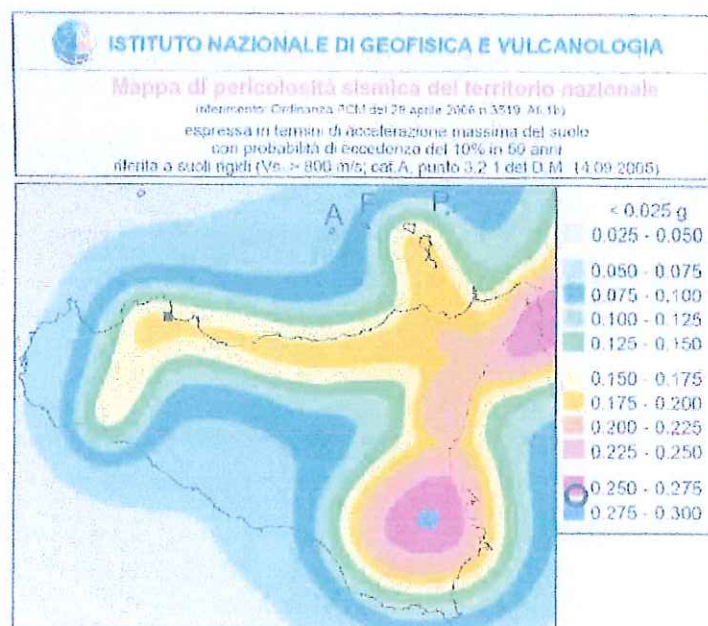 ISTITUTO NAZIONALE DI GEOFISICA E VULCANOLOGIA
Mappa di pericolosità sismica del territorio nazionale
(riferimento: Ordinanza PCM del 28 aprile 2006 n.3519, All.1b)
espressa in termini di accelerazione massima del suolo
con probabilità di eccedenza del 10% in 50 anni
riferita a suoli rigidi (Vs > 800 m/s; cat.A, punto 3.2.1 del D.M. 14.09.2005)
A F P
< 0.025 g
0.025 - 0.050
0.050 - 0.075
0.075 - 0.100
0.100 - 0.125
0.125 - 0.150
0.150 - 0.175
0.175 - 0.200
0.200 - 0.225
0.225 - 0.250
0.250 - 0.275
0.275 - 0.300